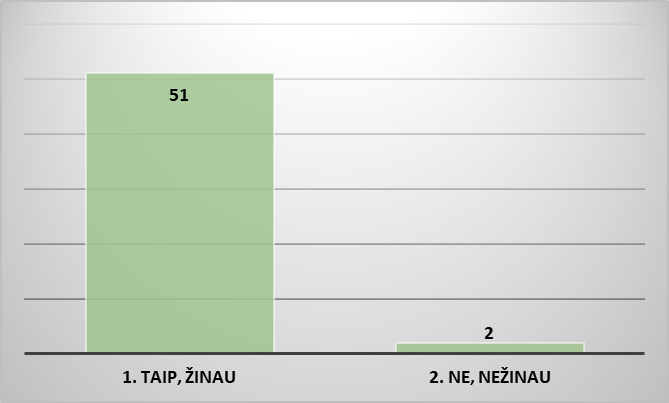 51
2
1. TAIP, ŽINAU
2. NE, NEŽINAU